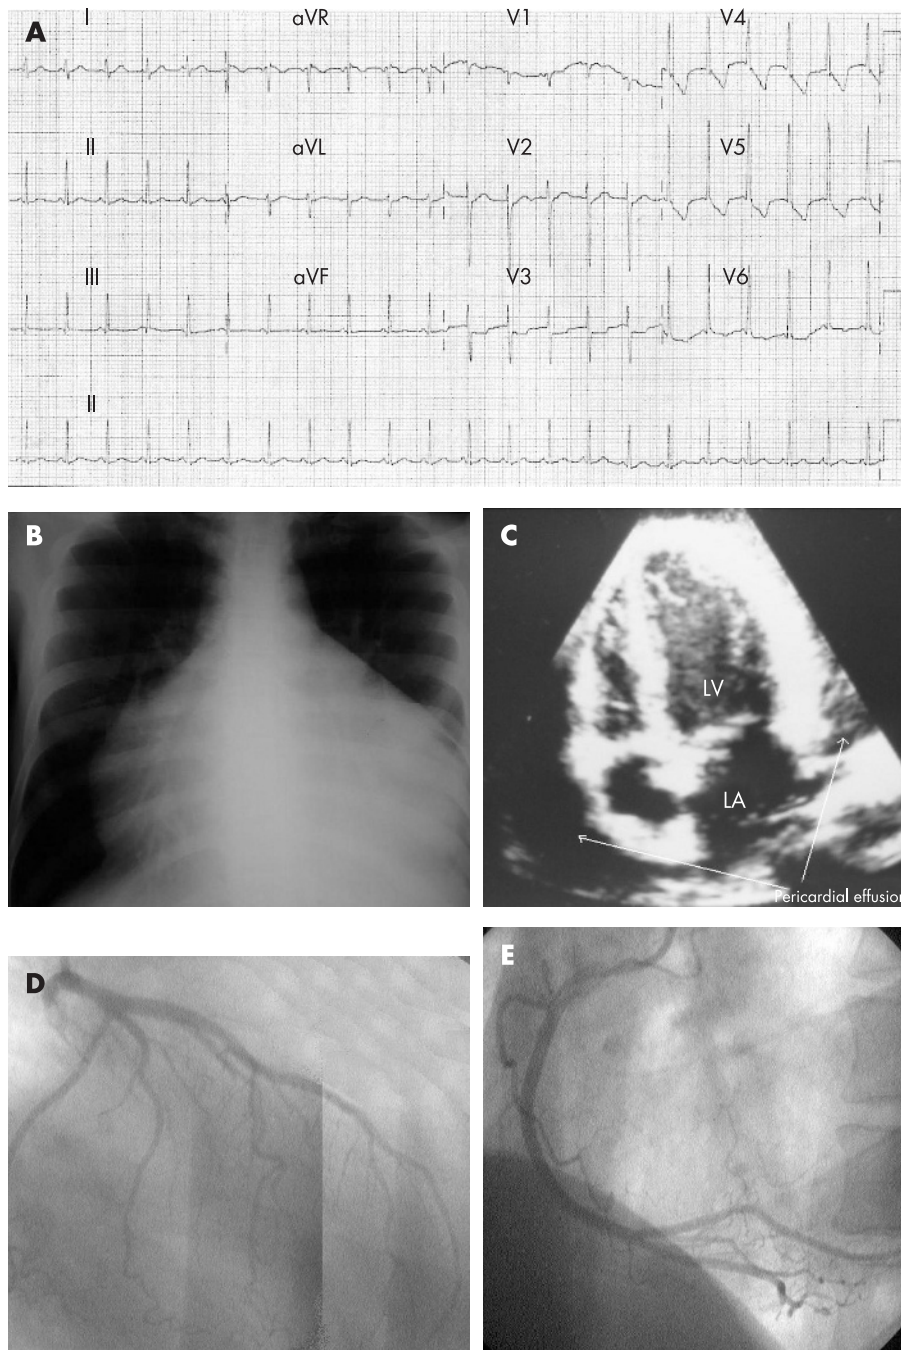 A
I aVR V1 V4
II aVL V2 V5
III aVF V3 V6
II
B
C
LV
LA
Pericardial effusion
D
E